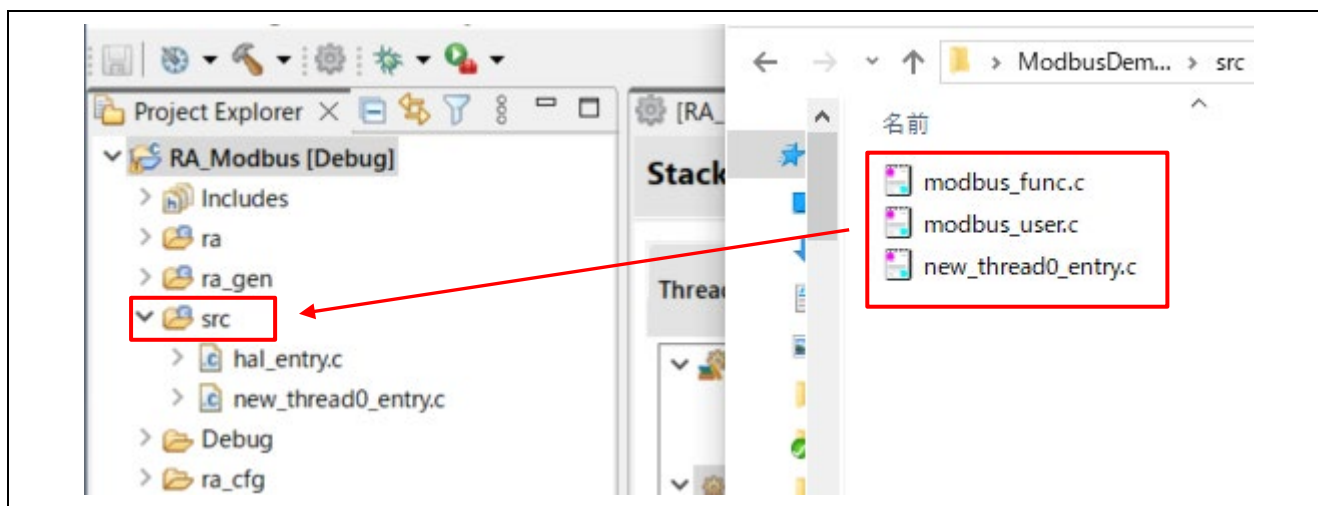 Project Explorer
RA_Modbus [Debug]
Includes
ra
ra_gen
src
hal_entry.c
new_thread0_entry.c
Debug
ra_cfg
[RA_
Stack
Threa
ModbusDem... > src
名前
modbus_func.c
modbus_user.c
new_thread0_entry.c